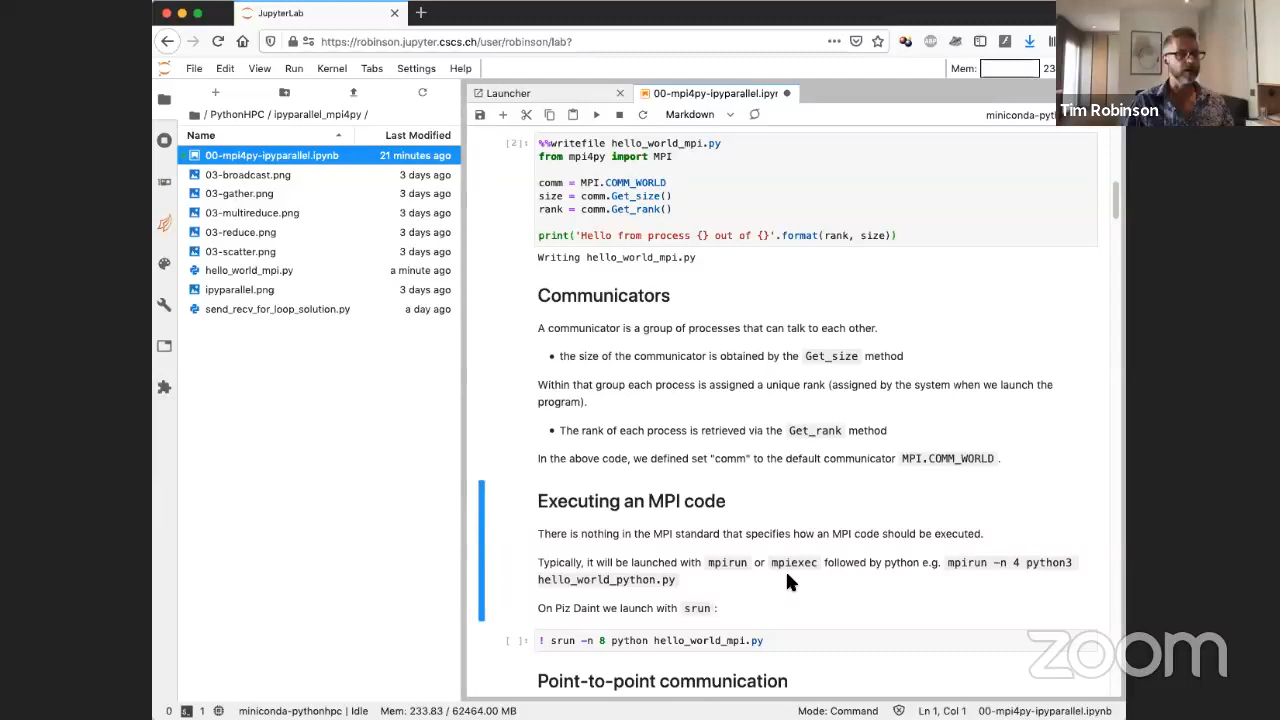 JupyterLab
https://robinson.jupyter.cscs.ch/user/robinson/lab?
File Edit View Run Kernel Tabs Settings Help
Mem: 23
Tim Robinson
/ PythonHPC / ipyparallel_mpi4py /
Name Last Modified
00-mpi4py-ipyparallel.ipynb 21 minutes ago
03-broadcast.png 3 days ago
03-gather.png 3 days ago
03-multireduce.png 3 days ago
03-reduce.png 3 days ago
03-scatter.png 3 days ago
hello_world_mpi.py a minute ago
ipyparallel.png 3 days ago
send_recv_for_loop_solution.py a day ago
Launcher
00-mpi4py-ipyparallel.ipyr
Markdown
miniconda-pyth
[2]: %%writefile hello_world_mpi.py
from mpi4py import MPI
comm = MPI.COMM_WORLD
size = comm.Get_size()
rank = comm.Get_rank()
print('Hello from process {} out of {}'.format(rank, size))
Writing hello_world_mpi.py
Communicators
A communicator is a group of processes that can talk to each other.
• the size of the communicator is obtained by the Get_size method
Within that group each process is assigned a unique rank (assigned by the system when we launch the
program).
• The rank of each process is retrieved via the Get_rank method
In the above code, we defined set "comm" to the default communicator MPI.COMM_WORLD .
Executing an MPI code
There is nothing in the MPI standard that specifies how an MPI code should be executed.
Typically, it will be launched with mpirun or mpiexec followed by python e.g. mpirun -n 4 python3
hello_world_python.py
On Piz Daint we launch with srun :
[ ]: ! srun -n 8 python hello_world_mpi.py
Point-to-point communication
zoom
0 1 miniconda-pythonhpc | Idle Mem: 233.83 / 62464.00 MB Mode: Command Ln 1, Col 1 00-mpi4py-ipyparallel.ipynb